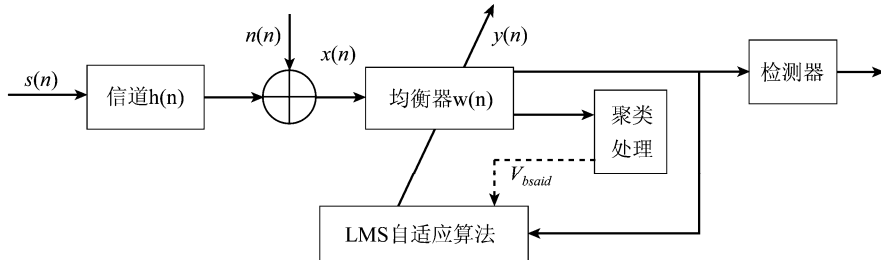 n(n)
y(n)
x(n)
s(n)
信道h(n)
均衡器w(n)
检测器
聚类
处理
V_bsaid
LMS自适应算法